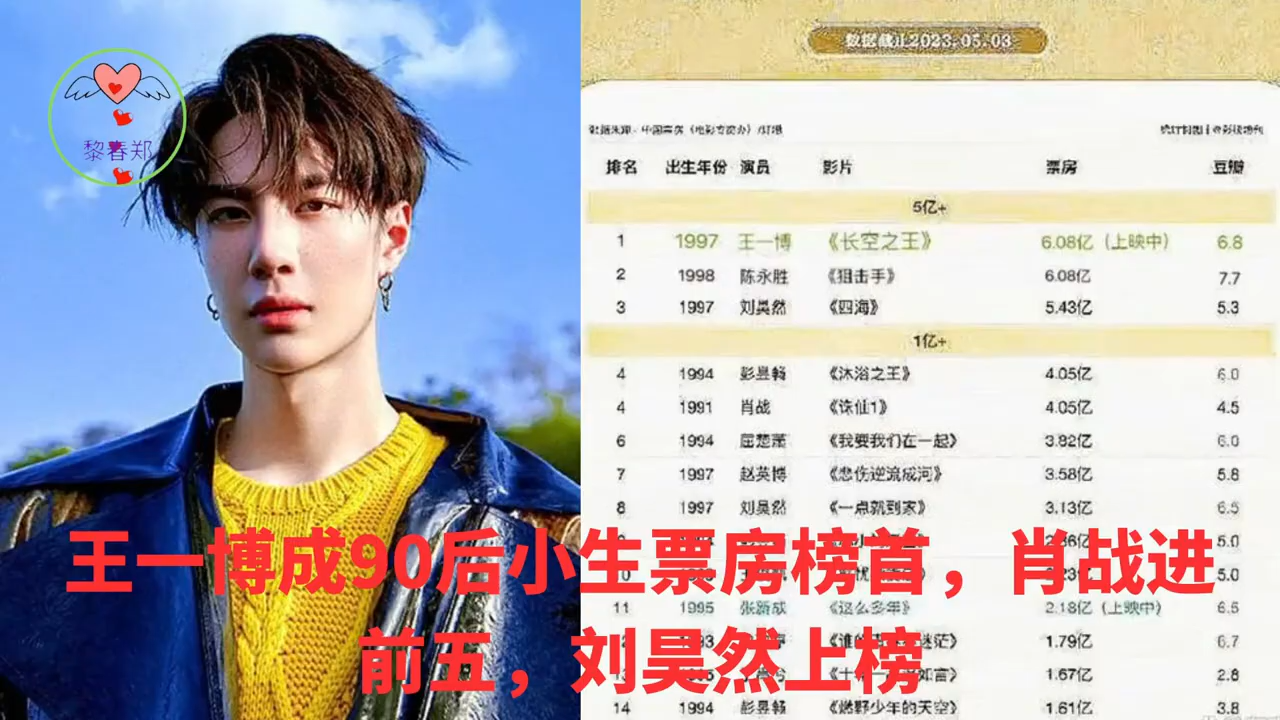 黎春郑
数据截止2023.05.03
排名 出生年份 演员 影片 票房 豆瓣
5亿+
1 1997 王一博 《长空之王》 6.08亿（上映中） 6.8
2 1998 陈永胜 《狙击手》 6.08亿 7.7
3 1997 刘昊然 《四海》 5.43亿 5.3
1亿+
4 1994 彭昱畅 《沐浴之王》 4.05亿 6.0
4 1991 肖战 《诛仙1》 4.05亿 4.5
6 1994 屈楚萧 《我要我们在一起》 3.82亿 6.0
7 1997 赵英博 《悲伤逆流成河》 3.58亿 5.8
8 1997 刘昊然 《一点就到家》 3.13亿 6.5
5.0
王一博成90后小生票房榜首，肖战进
5.0
11 1995 张新成 《这么多年》 2.18亿（上映中） 6.5
1.79亿 6.7
前五，刘昊然上榜
1.67亿 2.8
14 1994 彭昱畅 《燃野少年的天空》 1.61亿 3.8